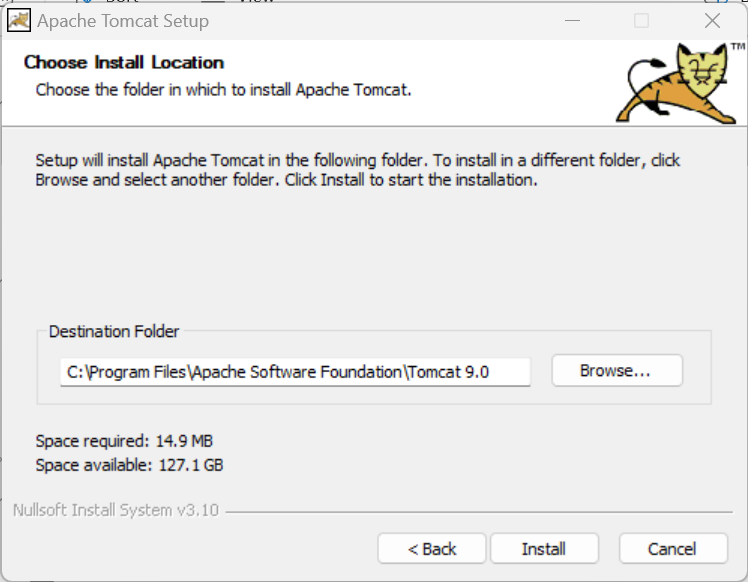 Apache Tomcat Setup
Choose Install Location
Choose the folder in which to install Apache Tomcat.
TM
Setup will install Apache Tomcat in the following folder. To install in a different folder, click
Browse and select another folder. Click Install to start the installation.
Destination Folder
C:\Program Files\Apache Software Foundation\Tomcat 9.0
Browse...
Space required: 14.9 MB
Space available: 127.1 GB
Nullsoft Install System v3.10
< Back
Install
Cancel